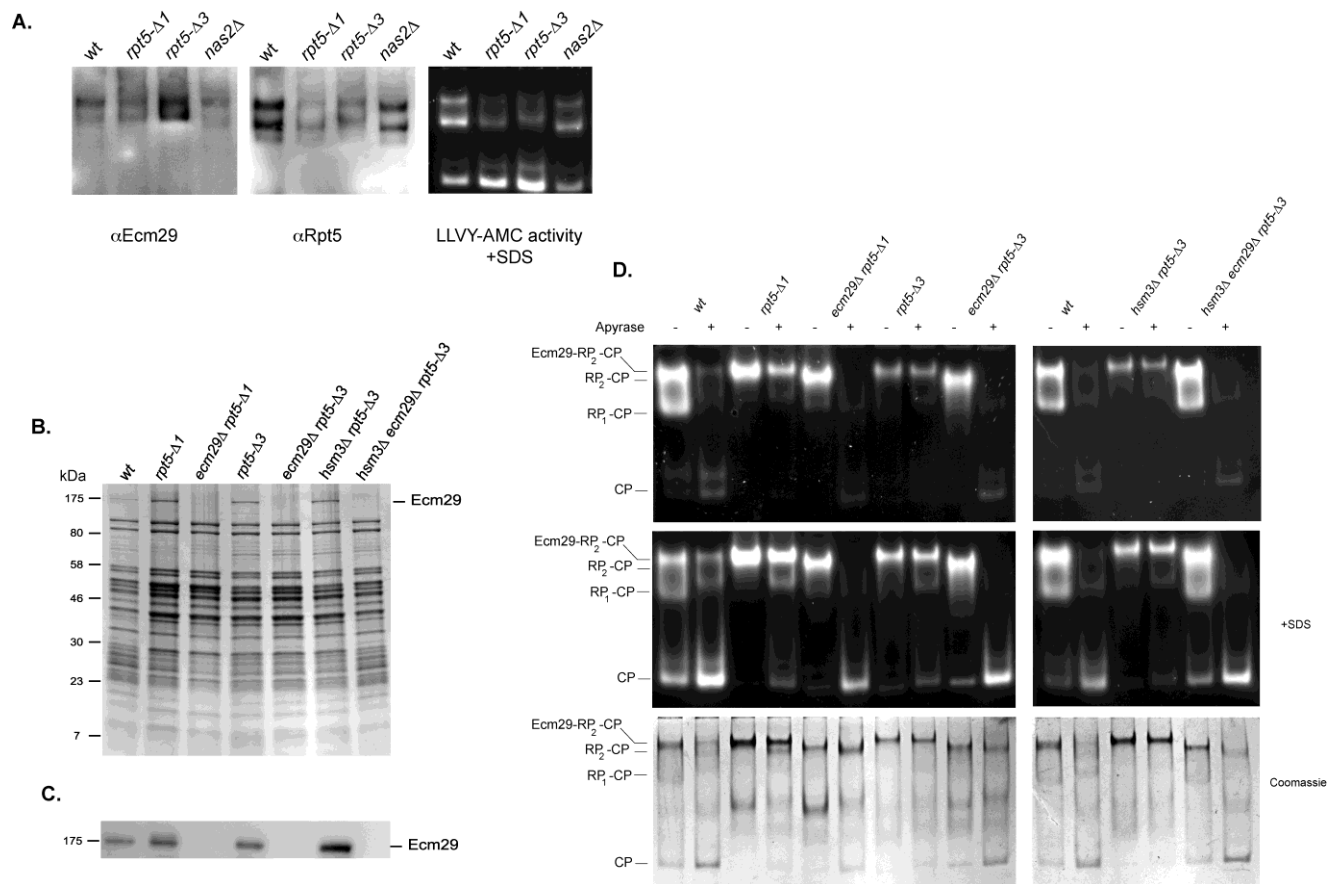 A.
wt rpt5-Δ1 rpt5-Δ3 nas2Δ
wt rpt5-Δ1 rpt5-Δ3 nas2Δ
wt rpt5-Δ1 rpt5-Δ3 nas2Δ
αEcm29
αRpt5
LLVY-AMC activity
+SDS
B.
wt rpt5-Δ1 ecm29Δ rpt5-Δ1 rpt5-Δ3 ecm29Δ rpt5-Δ3 hsm3Δ rpt5-Δ3 hsm3Δ ecm29Δ rpt5-Δ3
kDa
175
Ecm29
80
58
46
30
23
7
C.
175
Ecm29
D.
wt rpt5-Δ1 ecm29Δ rpt5-Δ1 rpt5-Δ3 ecm29Δ rpt5-Δ3
wt hsm3Δ rpt5-Δ3 hsm3Δ ecm29Δ rpt5-Δ3
Apyrase - + - + - + - + - +
- + - + - +
Ecm29-RP2-CP
RP2-CP
RP1-CP
CP
Ecm29-RP2-CP
RP2-CP
RP1-CP
CP
+SDS
Ecm29-RP2-CP
RP2-CP
RP1-CP
CP
Coomassie